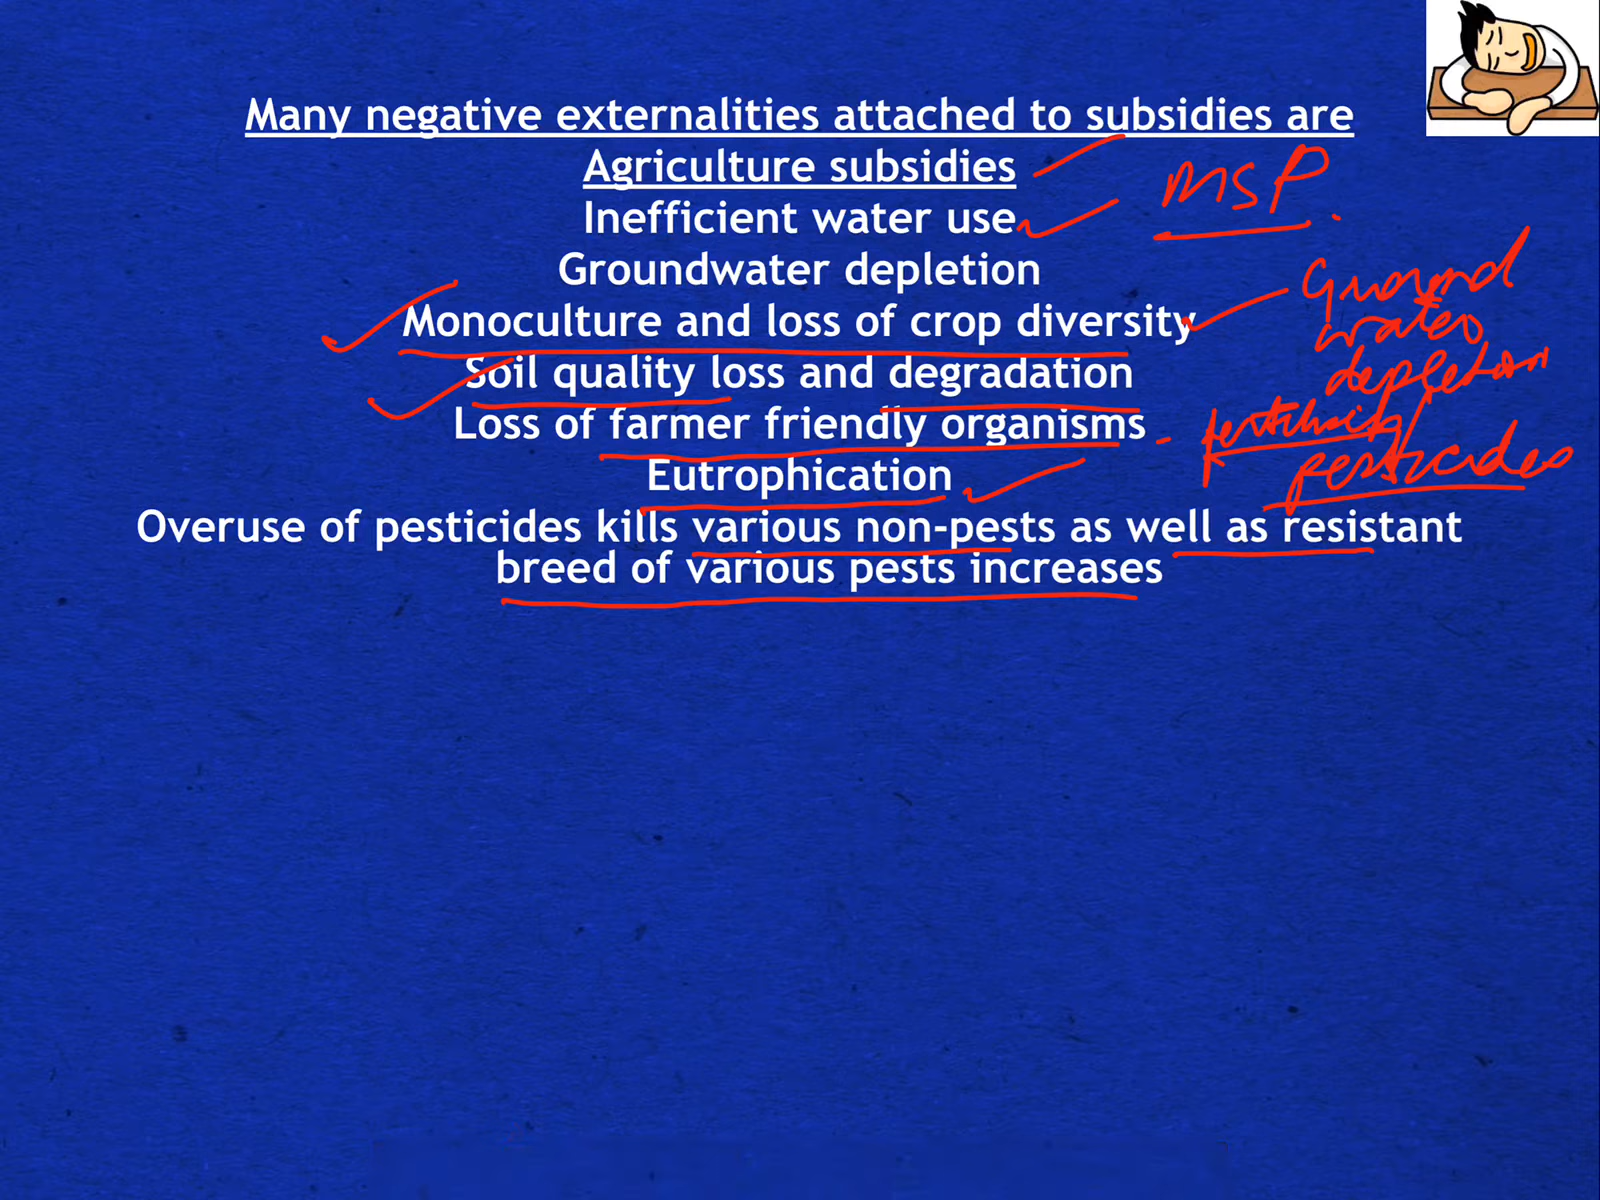 Many negative externalities attached to subsidies are
Agriculture subsidies
MSP.
Inefficient water use
Groundwater depletion
Ground
water
depletion
Monoculture and loss of crop diversity
Soil quality loss and degradation
Loss of farmer friendly organisms
pesticides
Eutrophication
Overuse of pesticides kills various non-pests as well as resistant
breed of various pests increases